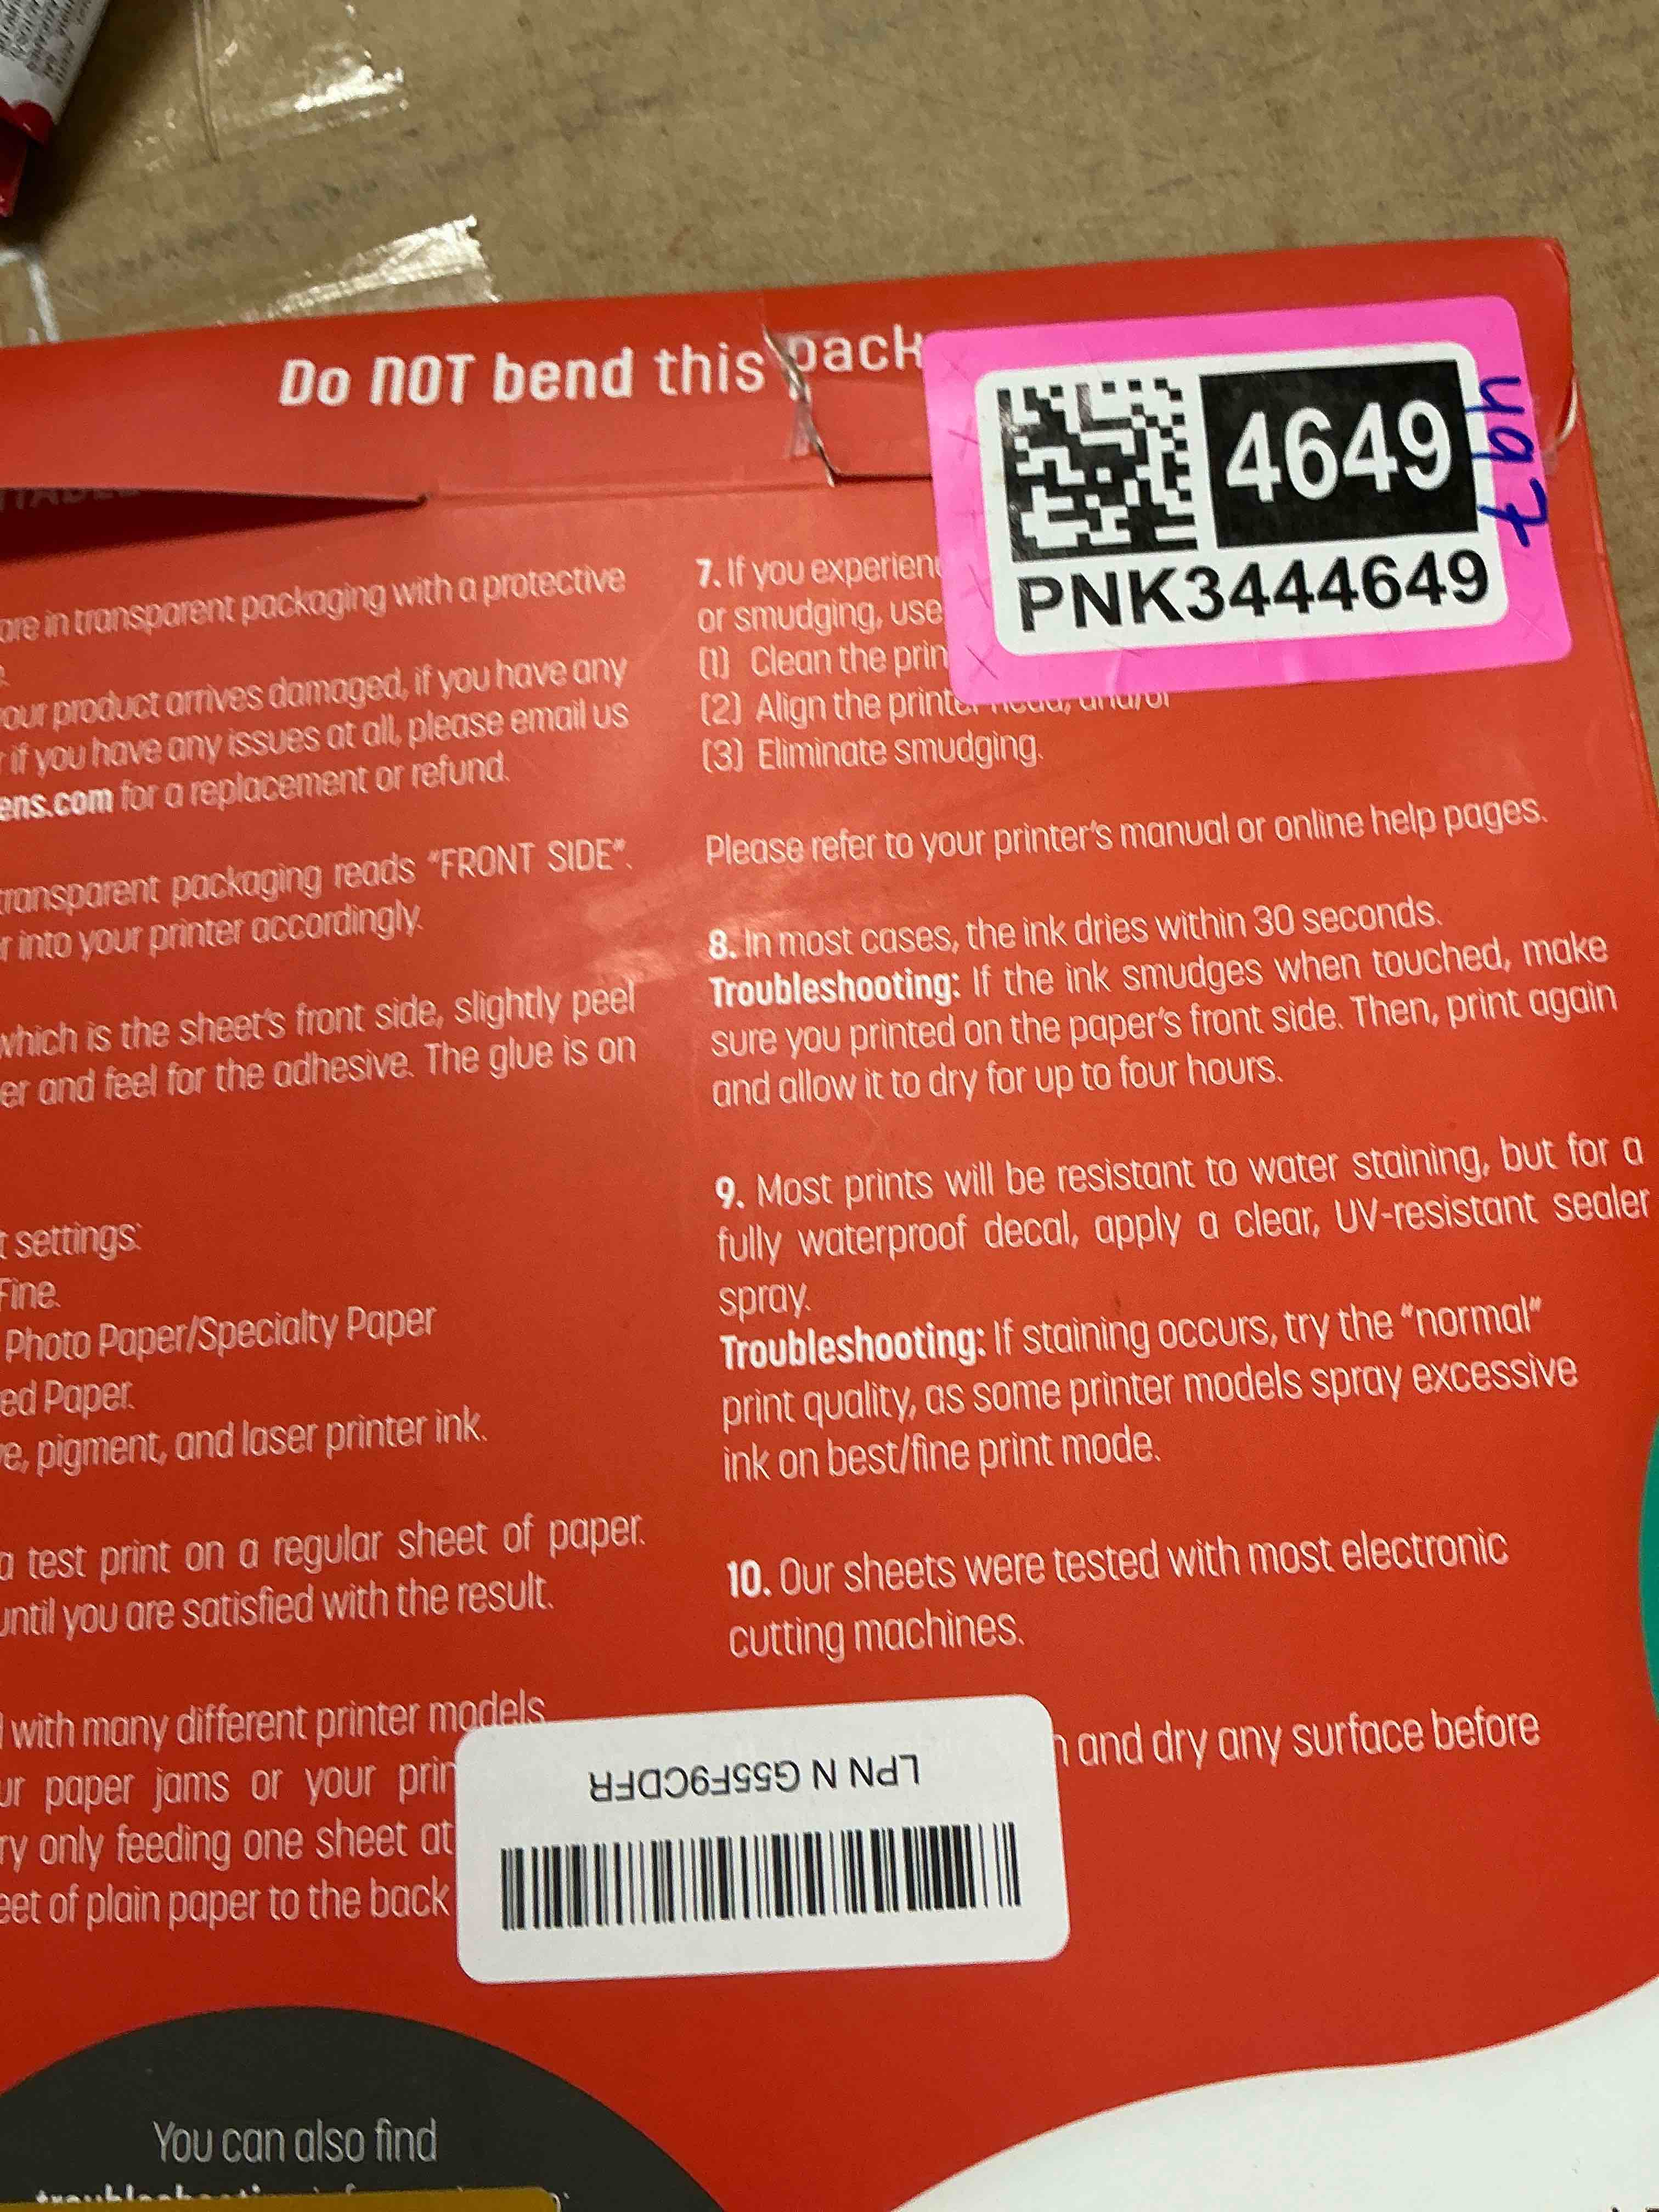 Do NOT bend this pack
4649
PNK3444649
4647
are in transparent packaging with a protective
our product arrives damaged, if you have any
if you have any issues at all, please email us
ens.com for a replacement or refund.
transparent packaging reads "FRONT SIDE".
r into your printer accordingly.
which is the sheet's front side, slightly peel
er and feel for the adhesive. The glue is on
t settings:
Fine.
Photo Paper/Specialty Paper
ed Paper.
e, pigment, and laser printer ink.
a test print on a regular sheet of paper.
until you are satisfied with the result.
with many different printer models
ur paper jams or your prin
ry only feeding one sheet at
eet of plain paper to the back
7. If you experien
or smudging, use
(1) Clean the prin
(2) Align the printer head, and/or
(3) Eliminate smudging.
Please refer to your printer's manual or online help pages.
8. In most cases, the ink dries within 30 seconds.
Troubleshooting: If the ink smudges when touched, make
sure you printed on the paper's front side. Then, print again
and allow it to dry for up to four hours.
9. Most prints will be resistant to water staining, but for a
fully waterproof decal, apply a clear, UV-resistant sealer
spray.
Troubleshooting: If staining occurs, try the "normal"
print quality, as some printer models spray excessive
ink on best/fine print mode.
10. Our sheets were tested with most electronic
cutting machines.
and dry any surface before
LPN N G55F9CDFR
You can also find